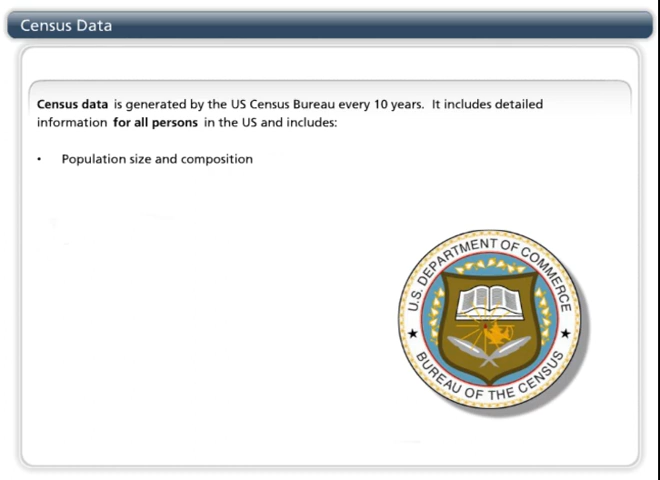 Census Data
Census data is generated by the US Census Bureau every 10 years. It includes detailed
information for all persons in the US and includes:
• Population size and composition
U.S. DEPARTMENT OF COMMERCE
BUREAU OF THE CENSUS